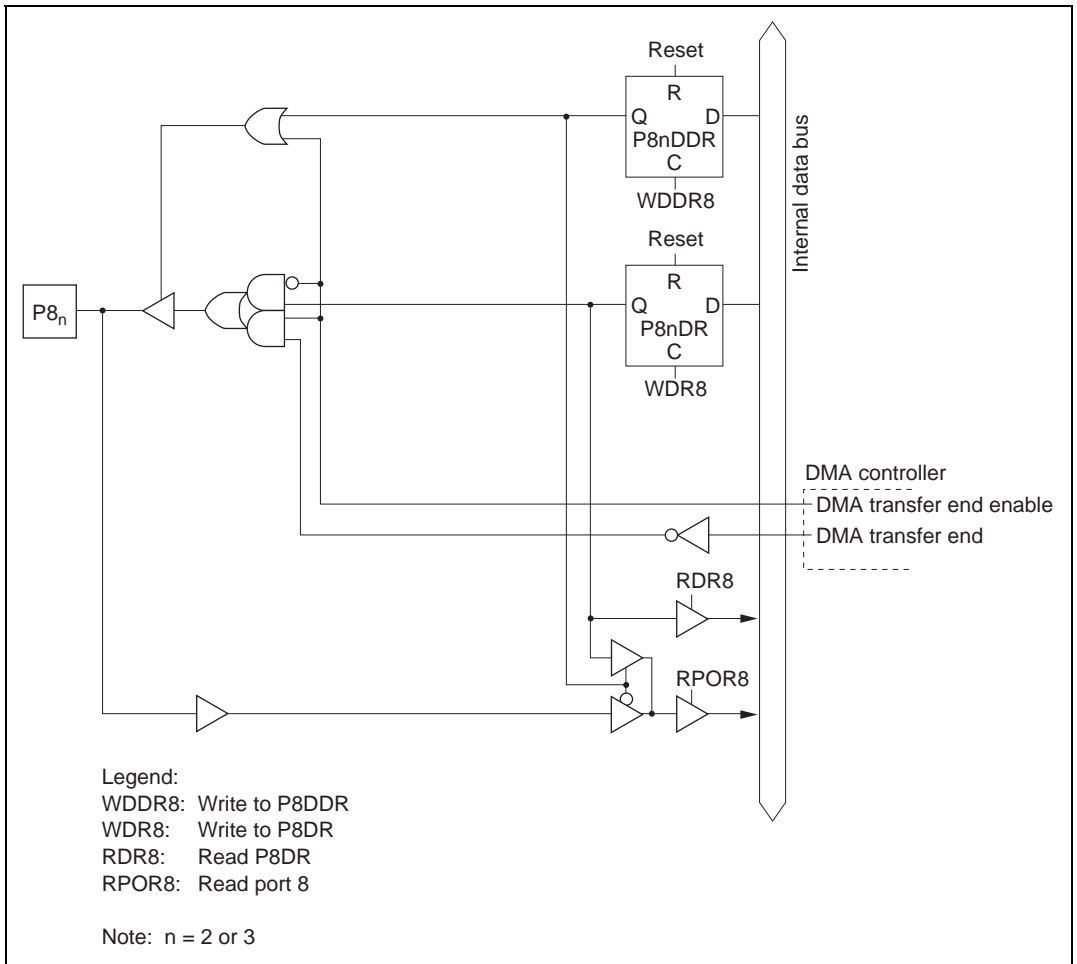 Reset
R
Q D
P8nDDR
C
WDDR8
Internal data bus
Reset
R
Q D
P8nDR
C
WDR8
P8n
DMA controller
DMA transfer end enable
DMA transfer end
RDR8
RPOR8
Legend:
WDDR8: Write to P8DDR
WDR8: Write to P8DR
RDR8: Read P8DR
RPOR8: Read port 8
Note: n = 2 or 3